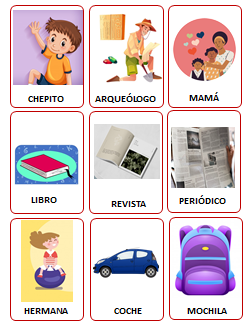 CHEPITO
ARQUEÓLOGO
MAMÁ
LIBRO
REVISTA
PERIÓDICO
HERMANA
COCHE
MOCHILA